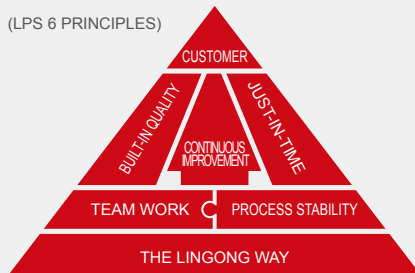 (LPS 6 PRINCIPLES)
CUSTOMER
BUILT-IN QUALITY
CONTINUOUS
IMPROVEMENT
JUST-IN-TIME
TEAM WORK
PROCESS STABILITY
THE LINGONG WAY